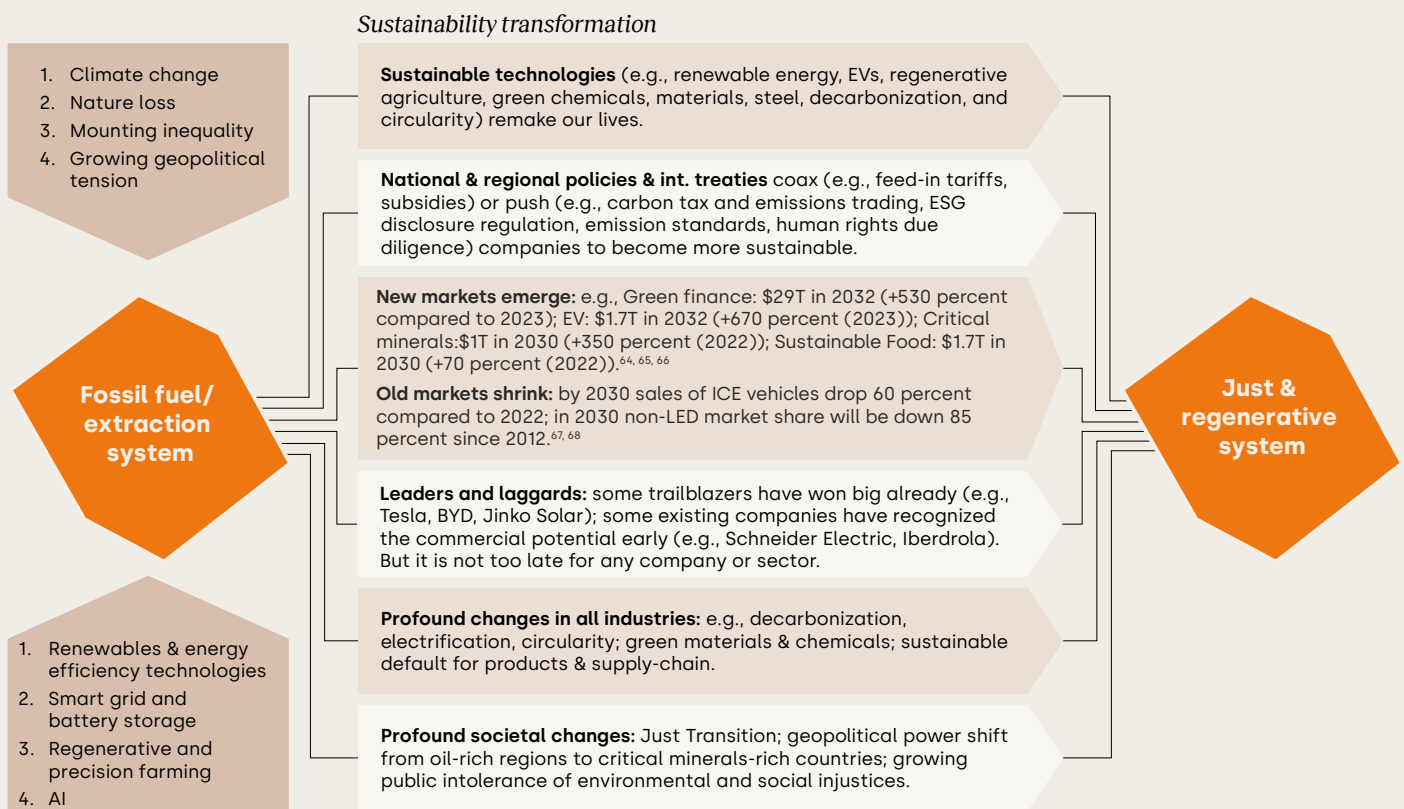 Sustainability transformation
1. Climate change
2. Nature loss
3. Mounting inequality
4. Growing geopolitical
tension
Fossil fuel/
extraction
system
1. Renewables & energy
efficiency technologies
2. Smart grid and
battery storage
3. Regenerative and
precision farming
4. AI
Sustainable technologies (e.g., renewable energy, EVs, regenerative
agriculture, green chemicals, materials, steel, decarbonization, and
circularity) remake our lives.
National & regional policies & int. treaties coax (e.g., feed-in tariffs,
subsidies) or push (e.g., carbon tax and emissions trading, ESG
disclosure regulation, emission standards, human rights due
diligence) companies to become more sustainable.
New markets emerge: e.g., Green finance: $29T in 2032 (+530 percent
compared to 2023); EV: $1.7T in 2032 (+670 percent (2023)); Critical
minerals:$1T in 2030 (+350 percent (2022)); Sustainable Food: $1.7T in
2030 (+70 percent (2022)).64, 65, 66
Old markets shrink: by 2030 sales of ICE vehicles drop 60 percent
compared to 2022; in 2030 non-LED market share will be down 85
percent since 2012.67, 68
Leaders and laggards: some trailblazers have won big already (e.g.,
Tesla, BYD, Jinko Solar); some existing companies have recognized
the commercial potential early (e.g., Schneider Electric, Iberdrola).
But it is not too late for any company or sector.
Profound changes in all industries: e.g., decarbonization,
electrification, circularity; green materials & chemicals; sustainable
default for products & supply-chain.
Profound societal changes: Just Transition; geopolitical power shift
from oil-rich regions to critical minerals-rich countries; growing
public intolerance of environmental and social injustices.
Just &
regenerative
system